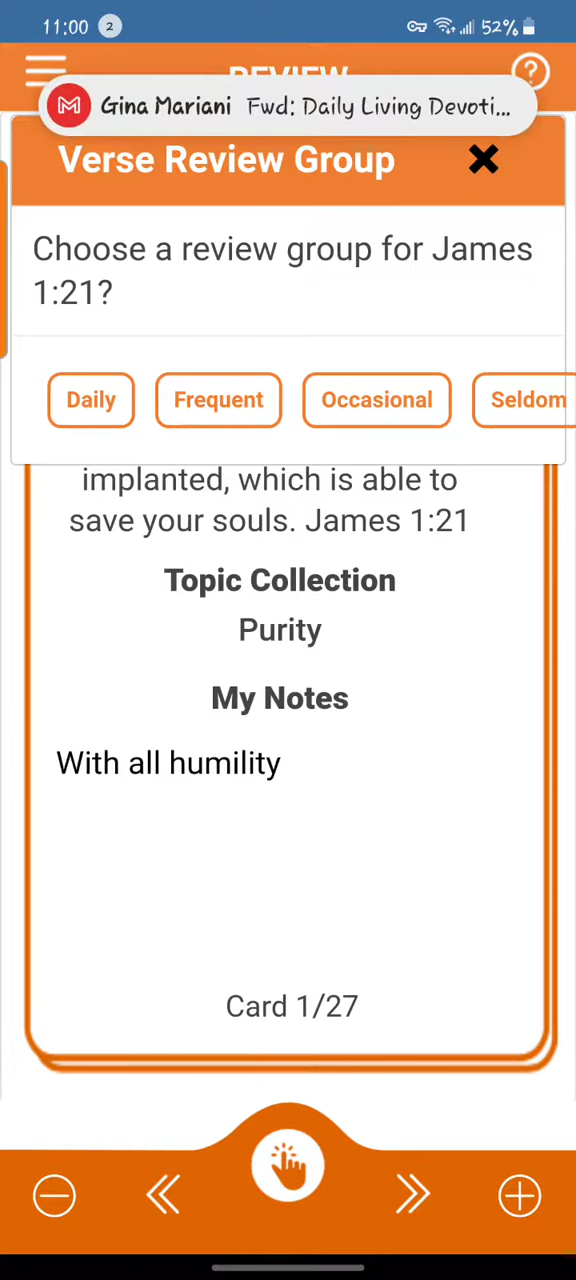 11:00 2 52%
REVIEW ?
Gina Mariani Fwd: Daily Living Devoti...
Verse Review Group
Choose a review group for James
1:21?
Daily Frequent Occasional Seldom
implanted, which is able to
save your souls. James 1:21
Topic Collection
Purity
My Notes
With all humility
Card 1/27